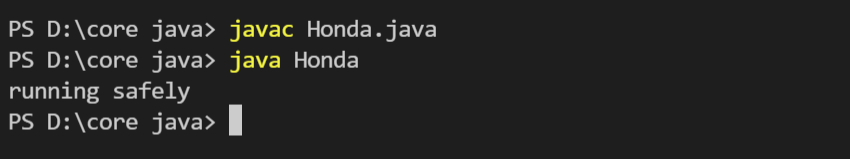 PS D:\core java> javac Honda.java
PS D:\core java> java Honda
running safely
PS D:\core java>